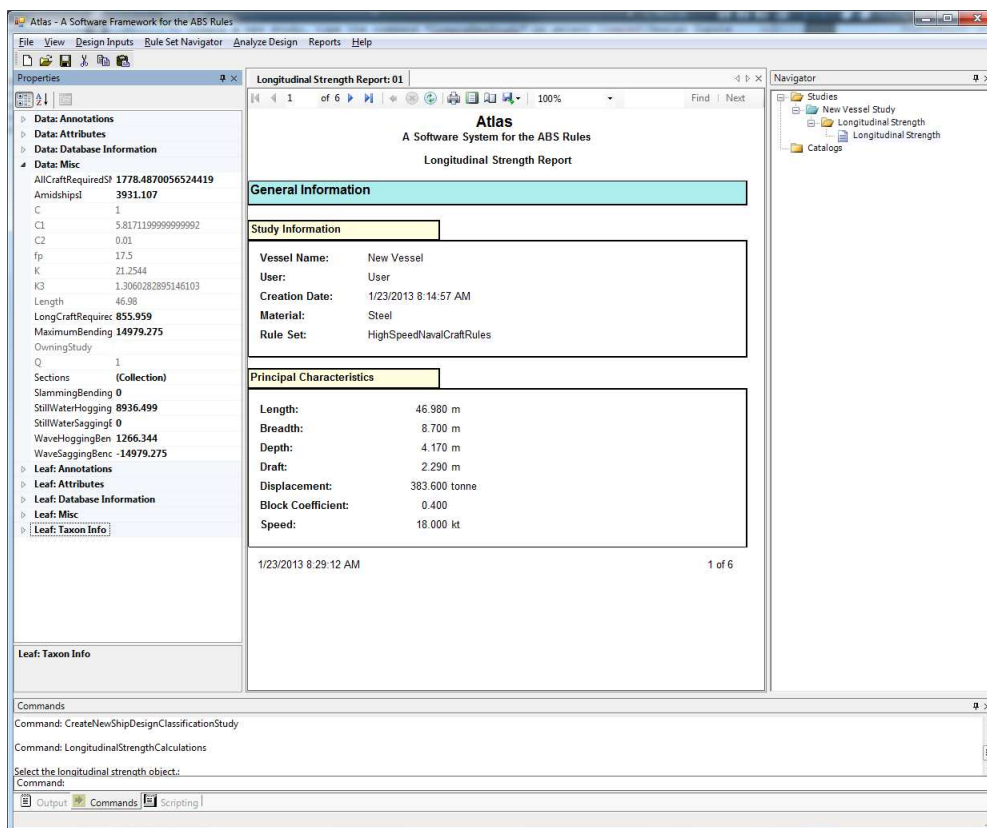 Atlas - A Software Framework for the ABS Rules
File View Design Inputs Rule Set Navigator Analyze Design Reports Help
Properties
Data: Annotations
Data: Attributes
Data: Database Information
Data: Misc
AllCraftRequiredSM 1778.4870056524419
AmidshipsI 3931.107
C 1
C1 5.8171199999999992
C2 0.01
fp 17.5
K 21.2544
K3 1.3060282895146103
Length 46.98
LongCraftRequirec 855.959
MaximumBending 14979.275
OwningStudy
Q 1
Sections (Collection)
SlammingBending 0
StillWaterHogging 8936.499
StillWaterSaggingE 0
WaveHoggingBen 1266.344
WaveSaggingBenc -14979.275
Leaf: Annotations
Leaf: Attributes
Leaf: Database Information
Leaf: Misc
Leaf: Taxon Info
Leaf: Taxon Info
Longitudinal Strength Report: 01
1 of 6 100% Find | Next
Atlas
A Software System for the ABS Rules
Longitudinal Strength Report
General Information
Study Information
Vessel Name: New Vessel
User: User
Creation Date: 1/23/2013 8:14:57 AM
Material: Steel
Rule Set: HighSpeedNavalCraftRules
Principal Characteristics
Length: 46.980 m
Breadth: 8.700 m
Depth: 4.170 m
Draft: 2.290 m
Displacement: 383.600 tonne
Block Coefficient: 0.400
Speed: 18.000 kt
1/23/2013 8:29:12 AM 1 of 6
Navigator
Studies
New Vessel Study
Longitudinal Strength
Longitudinal Strength
Catalogs
Commands
Command: CreateNewShipDesignClassificationStudy
Command: LongitudinalStrengthCalculations
Select the longitudinal strength object.:
Command:
Output Commands Scripting